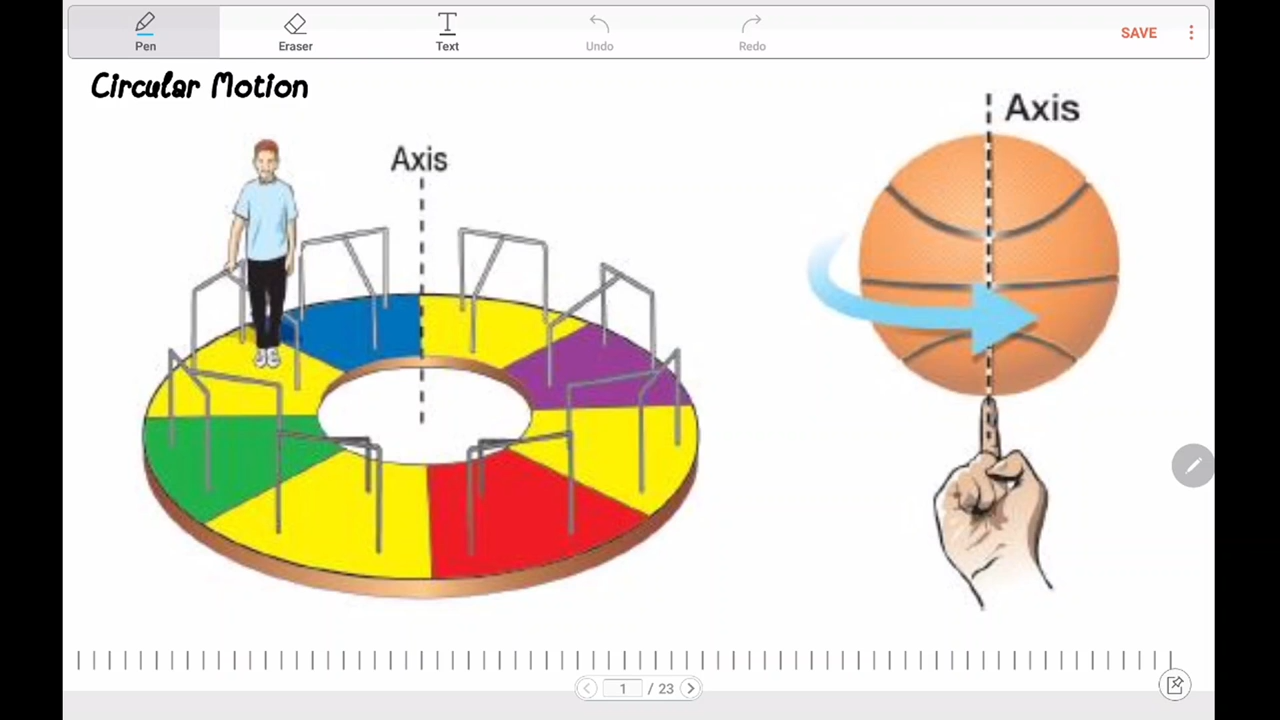 Pen
Eraser
Text
Undo
Redo
SAVE
Circular Motion
Axis
Axis
1 / 23